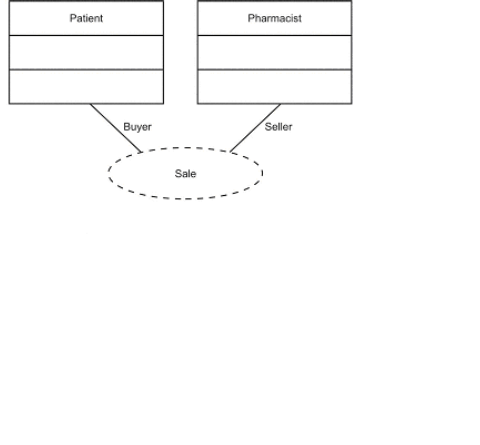 Patient
Pharmacist
Buyer
Seller
Sale